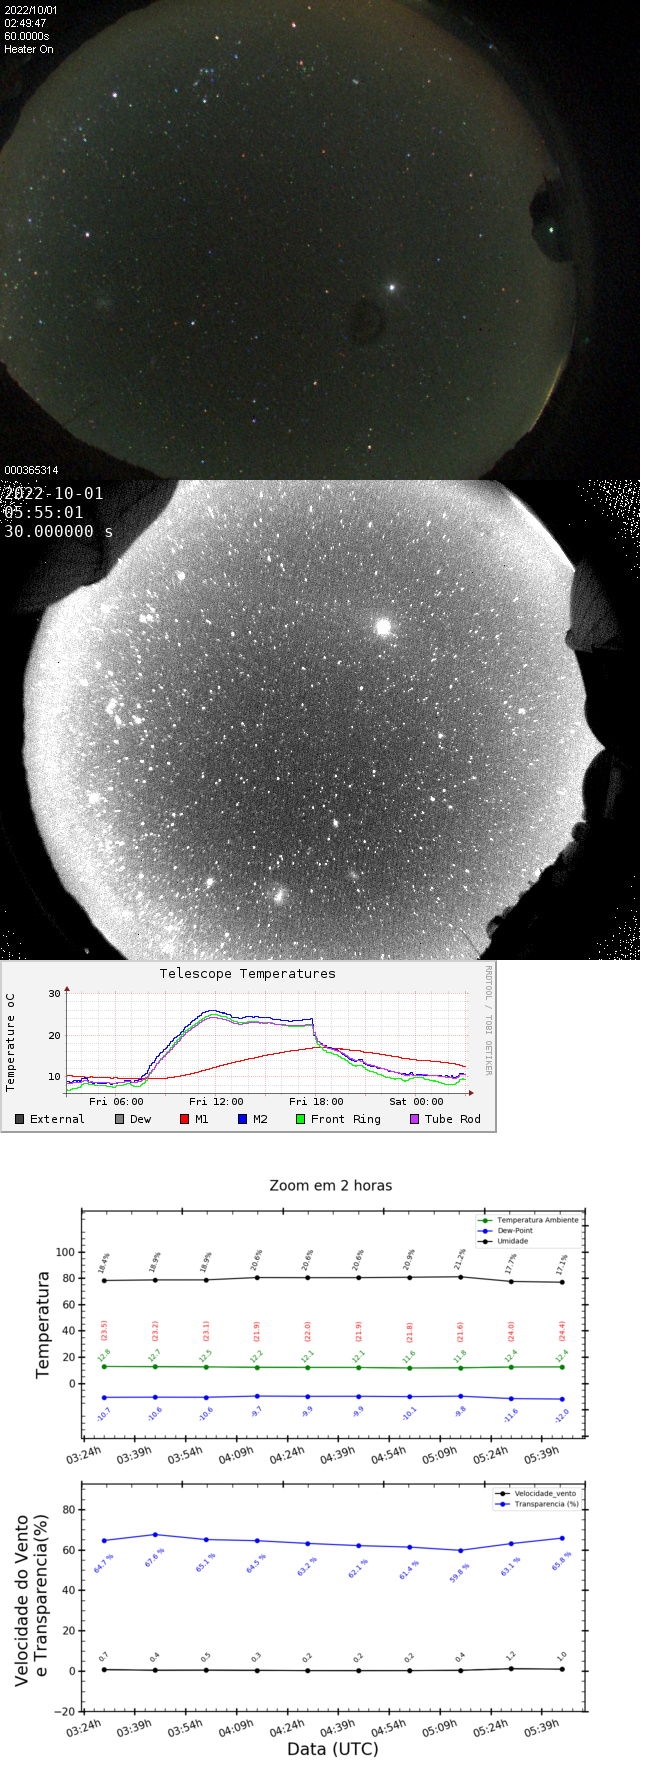 2022/10/01
02:49:47
60.0000s
Heater On
000365314
2022-10-01
05:55:01
30.000000 s
Telescope Temperatures
RRDTOOL / TOBI OETIKER
Temperature oC
30
20
10
Fri 06:00 Fri 12:00 Fri 18:00 Sat 00:00
External Dew M1 M2 Front Ring Tube Rod
Zoom em 2 horas
Temperatura Ambiente
Dew-Point
Umidade
Temperatura
100
80
60
40
20
0
18.4% 18.9% 18.9% 20.6% 20.6% 20.6% 20.9% 21.2% 17.7% 17.1%
(23.5) (23.2) (23.1) (21.9) (22.0) (21.9) (21.8) (21.6) (24.0) (24.4)
12.8 12.7 12.5 12.2 12.1 12.1 11.6 11.8 12.4 12.4
-10.7 -10.6 -10.6 -9.7 -9.9 -9.9 -10.1 -9.8 -11.6 -12.0
03:24h 03:39h 03:54h 04:09h 04:24h 04:39h 04:54h 05:09h 05:24h 05:39h
Velocidade_vento
Transparencia (%)
Velocidade do Vento
e Transparencia(%)
80
60
40
20
0
−20
64.7 % 67.6 % 65.1 % 64.5 % 63.2 % 62.1 % 61.4 % 59.8 % 63.1 % 65.8 %
0.7 0.4 0.5 0.3 0.2 0.2 0.2 0.4 1.2 1.0
03:24h 03:39h 03:54h 04:09h 04:24h 04:39h 04:54h 05:09h 05:24h 05:39h
Data (UTC)